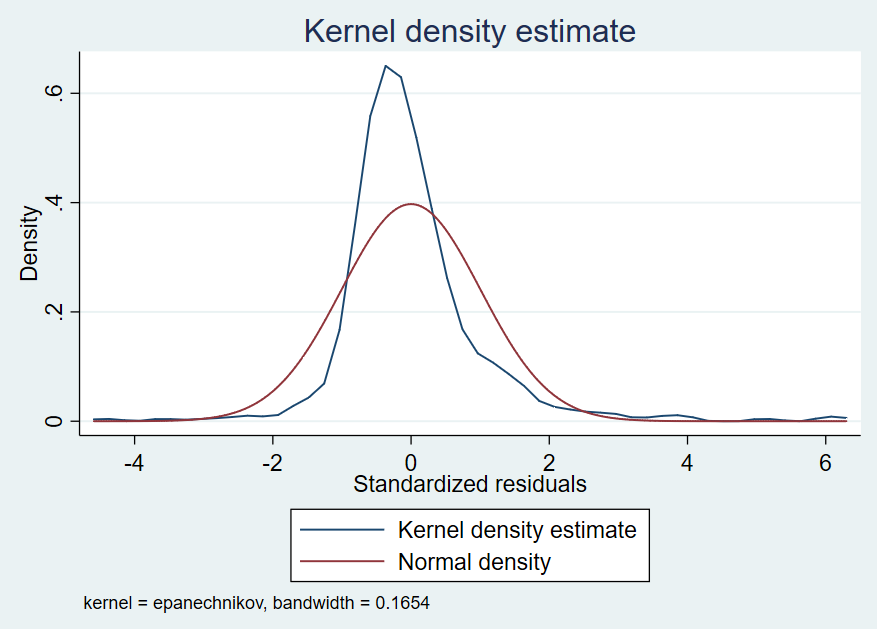 Kernel density estimate
Density
.6
.4
.2
0
-4 -2 0 2 4 6
Standardized residuals
Kernel density estimate
Normal density
kernel = epanechnikov, bandwidth = 0.1654